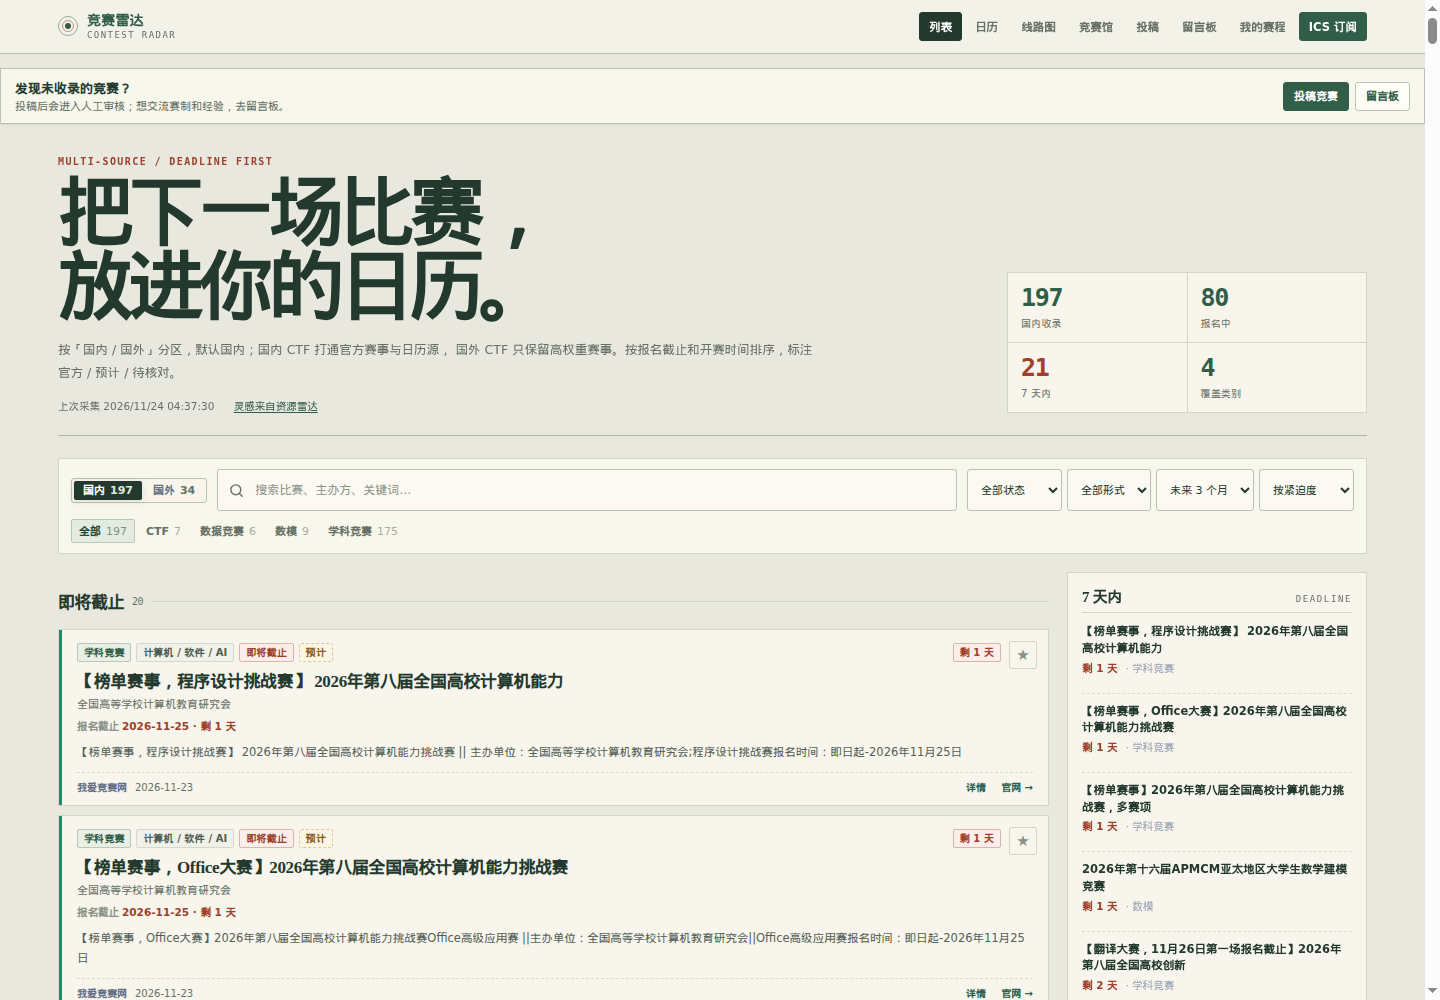 竞赛雷达
CONTEST RADAR
列表
日历
线路图
竞赛馆
投稿
留言板
我的赛程
ICS 订阅
发现未收录的竞赛？
投稿后会进入人工审核；想交流赛制和经验，去留言板。
投稿竞赛
留言板
MULTI-SOURCE / DEADLINE FIRST
把下一场比赛，
放进你的日历。
按「国内 / 国外」分区，默认国内；国内 CTF 打通官方赛事与日历源， 国外 CTF 只保留高权重赛事。按报名截止和开赛时间排序，标注
官方 / 预计 / 待核对。
上次采集 2026/11/24 04:37:30
灵感来自资源雷达
197
国内收录
80
报名中
21
7 天内
4
覆盖类别
国内 197
国外 34
搜索比赛、主办方、关键词...
全部状态
全部形式
未来 3 个月
按紧迫度
全部 197
CTF 7
数据竞赛 6
数模 9
学科竞赛 175
即将截止 20
学科竞赛
计算机 / 软件 / AI
即将截止
预计
剩 1 天
★
【榜单赛事，程序设计挑战赛】 2026年第八届全国高校计算机能力
全国高等学校计算机教育研究会
报名截止 2026-11-25 · 剩 1 天
【榜单赛事，程序设计挑战赛】 2026年第八届全国高校计算机能力挑战赛 || 主办单位：全国高等学校计算机教育研究会;程序设计挑战赛报名时间：即日起-2026年11月25日
我爱竞赛网 2026-11-23
详情
官网 →
学科竞赛
计算机 / 软件 / AI
即将截止
预计
剩 1 天
★
【榜单赛事，Office大赛】2026年第八届全国高校计算机能力挑战赛
全国高等学校计算机教育研究会
报名截止 2026-11-25 · 剩 1 天
【榜单赛事，Office大赛】2026年第八届全国高校计算机能力挑战赛Office高级应用赛 ||主办单位：全国高等学校计算机教育研究会||Office高级应用赛报名时间：即日起-2026年11月25
日
我爱竞赛网 2026-11-23
详情
官网 →
7 天内
DEADLINE
【榜单赛事，程序设计挑战赛】 2026年第八届全国
高校计算机能力
剩 1 天 · 学科竞赛
【榜单赛事，Office大赛】2026年第八届全国高校
计算机能力挑战赛
剩 1 天 · 学科竞赛
【榜单赛事】2026年第八届全国高校计算机能力挑
战赛，多赛项
剩 1 天 · 学科竞赛
2026年第十六届APMCM亚太地区大学生数学建模
竞赛
剩 1 天 · 数模
【翻译大赛，11月26日第一场报名截止】2026年
第八届全国高校创新
剩 2 天 · 学科竞赛